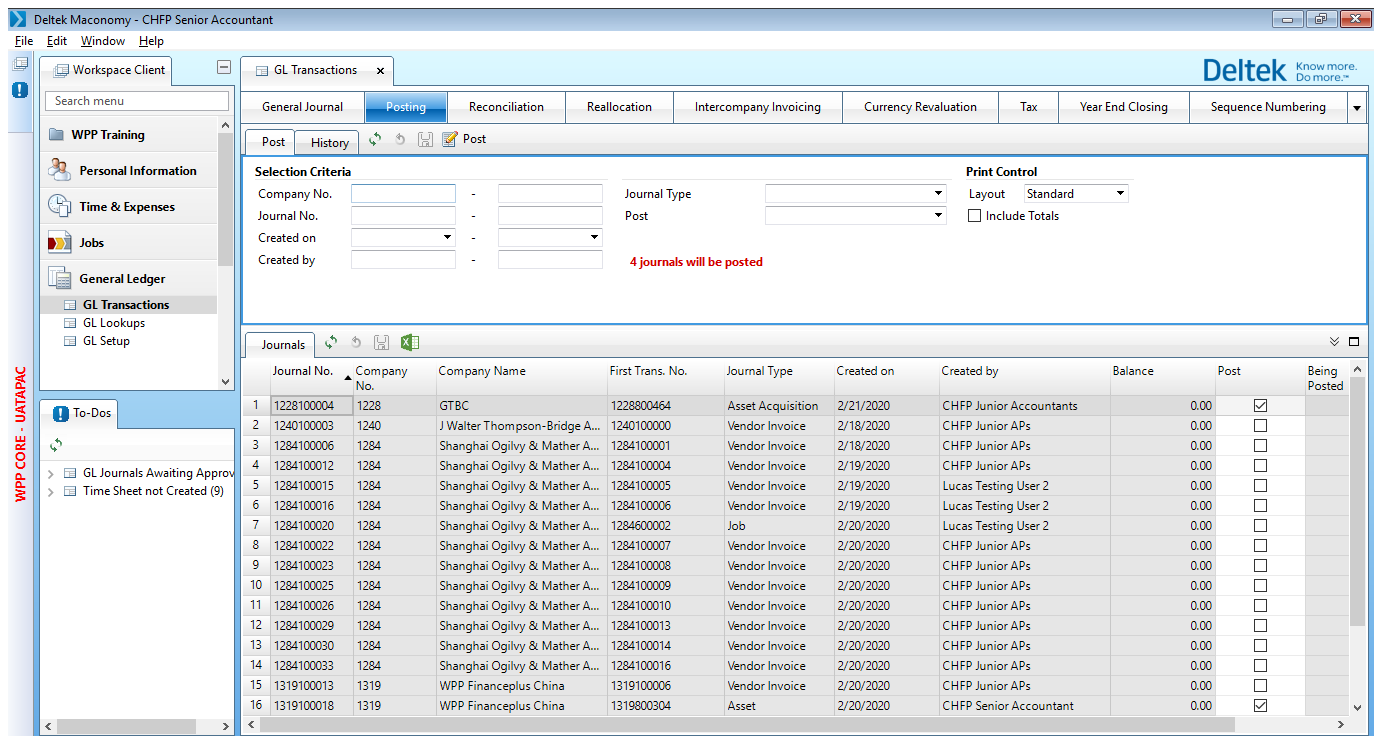 Deltek Maconomy - CHFP Senior Accountant
File Edit Window Help
Workspace Client
GL Transactions
Deltek Know more. Do more.™
Search menu
General Journal Posting Reconciliation Reallocation Intercompany Invoicing Currency Revaluation Tax Year End Closing Sequence Numbering
WPP Training
Post History Post
Personal Information
Time & Expenses
Jobs
General Ledger
GL Transactions
GL Lookups
GL Setup
Selection Criteria Print Control
Company No. - Journal Type Layout Standard
Journal No. - Post Include Totals
Created on -
Created by - 4 journals will be posted
WPP CORE - UATAPAC
To-Dos
GL Journals Awaiting Approv
Time Sheet not Created (9)
Journals
Journal No. Company No. Company Name First Trans. No. Journal Type Created on Created by Balance Post Being Posted
1 1228100004 1228 GTBC 1228800464 Asset Acquisition 2/21/2020 CHFP Junior Accountants 0.00
2 1240100003 1240 J Walter Thompson-Bridge A... 1240100000 Vendor Invoice 2/18/2020 CHFP Junior APs 0.00
3 1284100006 1284 Shanghai Ogilvy & Mather A... 1284100001 Vendor Invoice 2/18/2020 CHFP Junior APs 0.00
4 1284100012 1284 Shanghai Ogilvy & Mather A... 1284100004 Vendor Invoice 2/19/2020 CHFP Junior APs 0.00
5 1284100015 1284 Shanghai Ogilvy & Mather A... 1284100005 Vendor Invoice 2/19/2020 Lucas Testing User 2 0.00
6 1284100016 1284 Shanghai Ogilvy & Mather A... 1284100006 Vendor Invoice 2/19/2020 Lucas Testing User 2 0.00
7 1284100020 1284 Shanghai Ogilvy & Mather A... 1284600002 Job 2/20/2020 Lucas Testing User 2 0.00
8 1284100022 1284 Shanghai Ogilvy & Mather A... 1284100007 Vendor Invoice 2/20/2020 CHFP Junior APs 0.00
9 1284100023 1284 Shanghai Ogilvy & Mather A... 1284100008 Vendor Invoice 2/20/2020 CHFP Junior APs 0.00
10 1284100025 1284 Shanghai Ogilvy & Mather A... 1284100009 Vendor Invoice 2/20/2020 CHFP Junior APs 0.00
11 1284100026 1284 Shanghai Ogilvy & Mather A... 1284100010 Vendor Invoice 2/20/2020 CHFP Junior APs 0.00
12 1284100029 1284 Shanghai Ogilvy & Mather A... 1284100013 Vendor Invoice 2/20/2020 CHFP Junior APs 0.00
13 1284100030 1284 Shanghai Ogilvy & Mather A... 1284100014 Vendor Invoice 2/20/2020 CHFP Junior APs 0.00
14 1284100033 1284 Shanghai Ogilvy & Mather A... 1284100016 Vendor Invoice 2/20/2020 CHFP Junior APs 0.00
15 1319100013 1319 WPP Financeplus China 1319100006 Vendor Invoice 2/20/2020 CHFP Junior APs 0.00
16 1319100018 1319 WPP Financeplus China 1319800304 Asset 2/20/2020 CHFP Senior Accountant 0.00